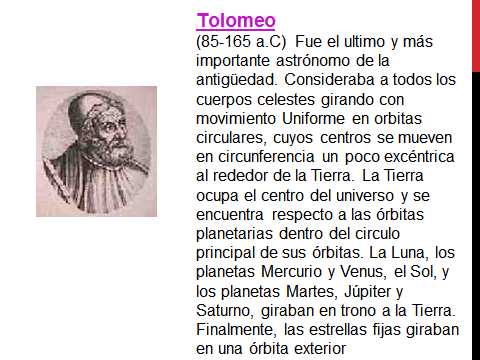 Tolomeo
(85-165 a.C) Fue el ultimo y más
importante astrónomo de la
antigüedad. Consideraba a todos los
cuerpos celestes girando con
movimiento Uniforme en orbitas
circulares, cuyos centros se mueven
en circunferencia un poco excéntrica
al rededor de la Tierra. La Tierra
ocupa el centro del universo y se
encuentra respecto a las órbitas
planetarias dentro del circulo
principal de sus órbitas. La Luna, los
planetas Mercurio y Venus, el Sol, y
los planetas Martes, Júpiter y
Saturno, giraban en trono a la Tierra.
Finalmente, las estrellas fijas giraban
en una órbita exterior